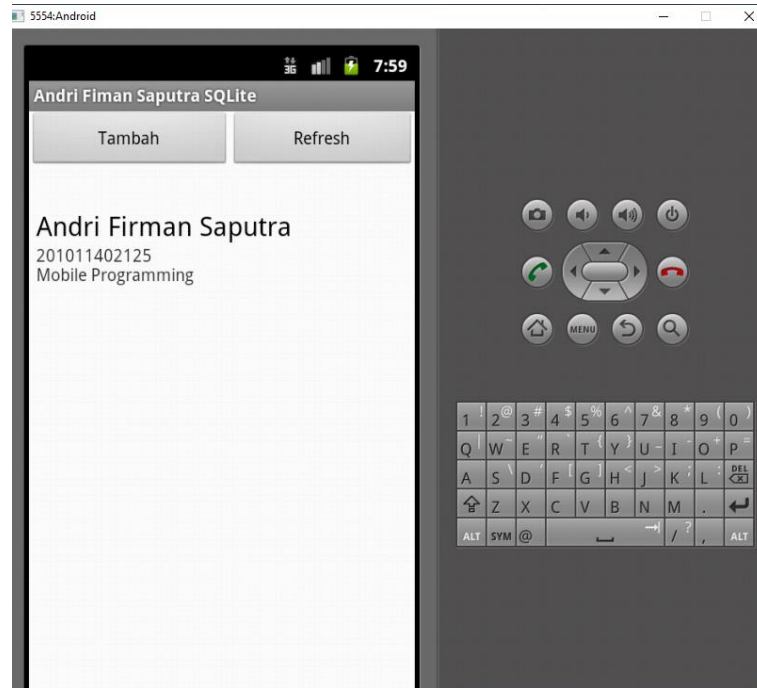 5554:Android
3G 7:59
Andri Fiman Saputra SQLite
Tambah Refresh
Andri Firman Saputra
201011402125
Mobile Programming
MENU
1 ! 2 @ 3 # 4 $ 5 % 6 ^ 7 & 8 * 9 ( 0 )
Q | W ~ E " R ` T { Y } U - I - O + P =
A S \ D ' F [ G ] H < J > K ; L : DEL
Z X C V B N M .
ALT SYM @ / ? , ALT